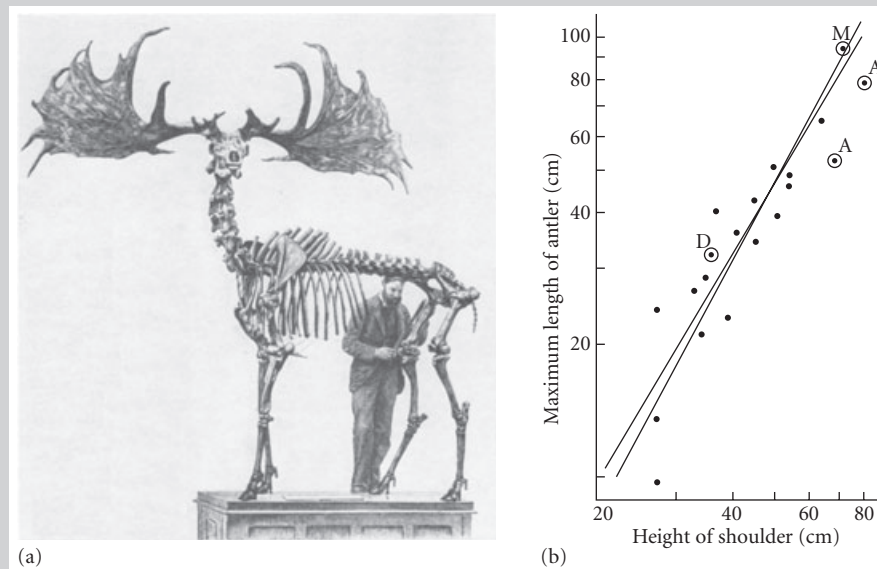 100
80
60
40
20
Maximum length of antler (cm)
M
A
A
D
20
40
60
80
Height of shoulder (cm)
(a)
(b)